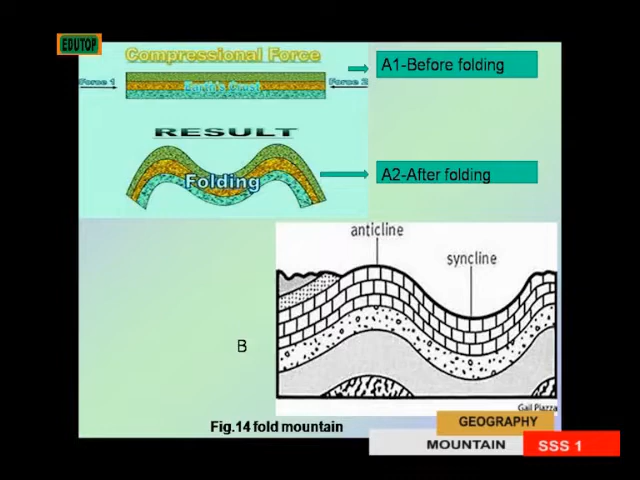 EDUTOP
Compressional Force
A1-Before folding
Force 1
Earth's Crust
Force 2
RESULT
A2-After folding
Folding
anticline
syncline
B
Gail Piazza
Fig.14 fold mountain
GEOGRAPHY
MOUNTAIN
SSS 1